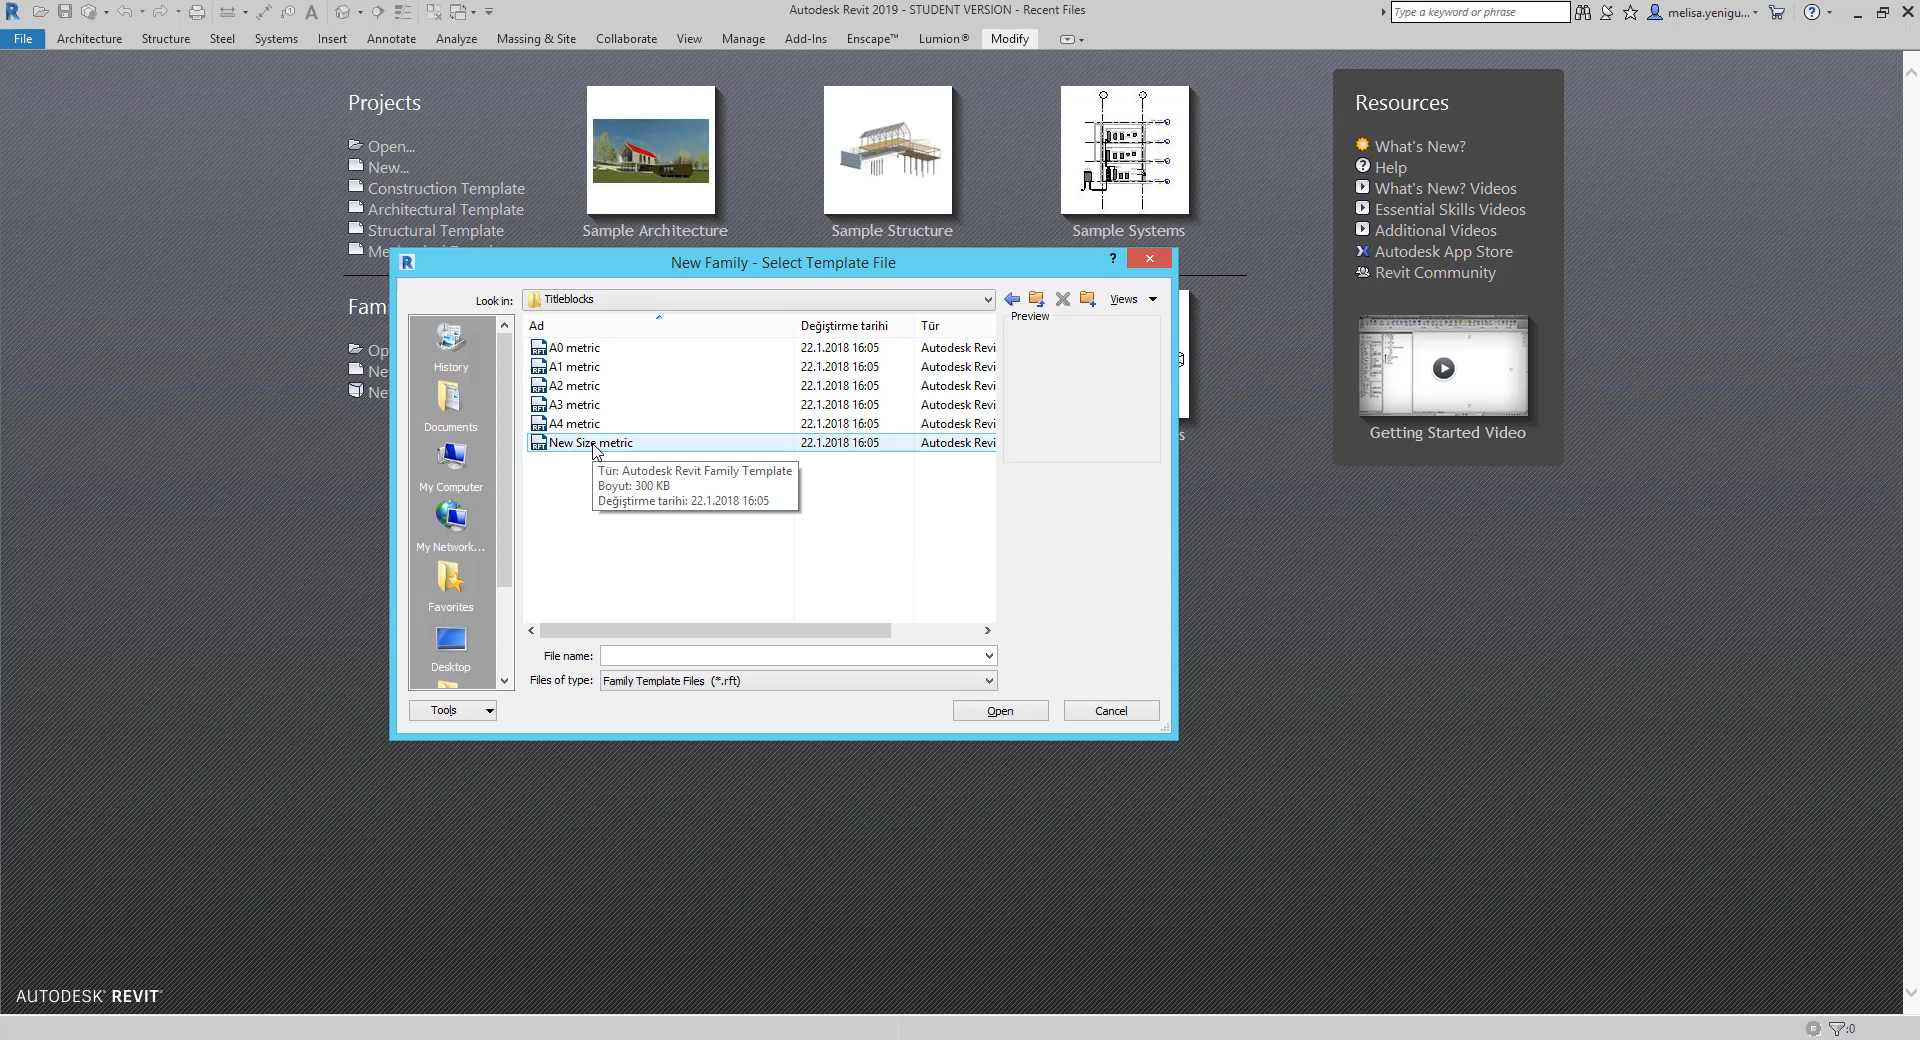 Autodesk Revit 2019 - STUDENT VERSION - Recent Files
Type a keyword or phrase
melisa.yenigu...
File Architecture Structure Steel Systems Insert Annotate Analyze Massing & Site Collaborate View Manage Add-Ins Enscape™ Lumion® Modify
Projects
Open...
New...
Construction Template
Architectural Template
Structural Template
Sample Architecture
Sample Structure
Sample Systems
Resources
What's New?
Help
What's New? Videos
Essential Skills Videos
Additional Videos
Autodesk App Store
Revit Community
Getting Started Video
New Family - Select Template File
Look in: Titleblocks
Views
Preview
History
Documents
My Computer
My Network...
Favorites
Desktop
Ad Değiştirme tarihi Tür
A0 metric 22.1.2018 16:05 Autodesk Revi
A1 metric 22.1.2018 16:05 Autodesk Revi
A2 metric 22.1.2018 16:05 Autodesk Revi
A3 metric 22.1.2018 16:05 Autodesk Revi
A4 metric 22.1.2018 16:05 Autodesk Revi
New Size metric 22.1.2018 16:05 Autodesk Revi
Tür: Autodesk Revit Family Template
Boyut: 300 KB
Değiştirme tarihi: 22.1.2018 16:05
File name:
Files of type: Family Template Files (*.rft)
Tools
Open
Cancel
AUTODESK® REVIT®
:0